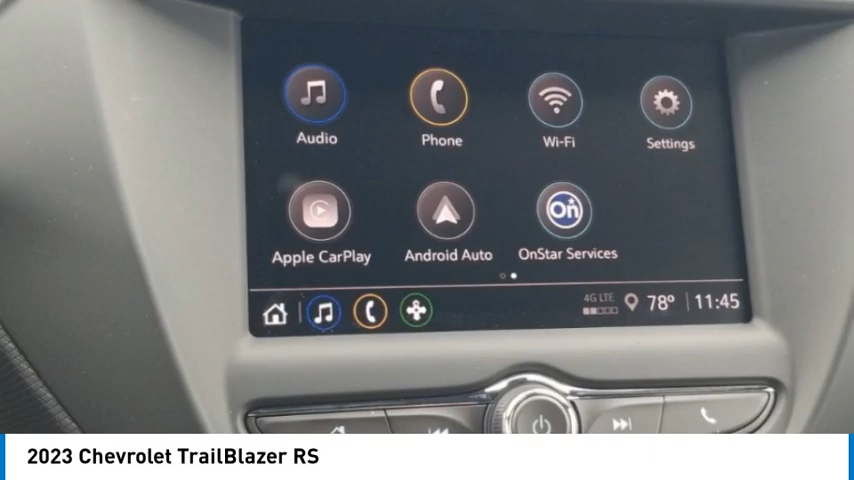 Audio Phone Wi-Fi Settings
On
Apple CarPlay Android Auto OnStar Services
4G LTE 78° 11:45
2023 Chevrolet TrailBlazer RS